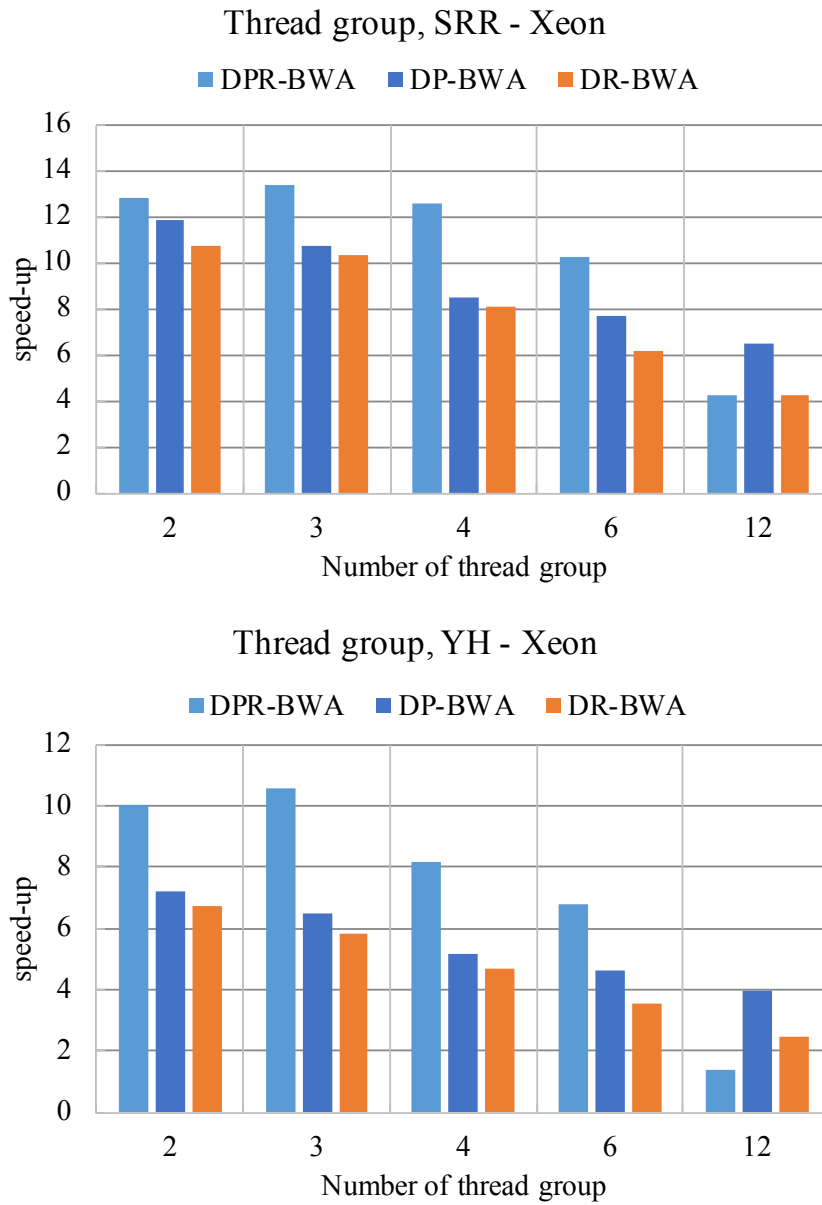 Thread group, SRR - Xeon
DPR-BWA DP-BWA DR-BWA
16
14
12
10
8
6
4
2
0
speed-up
2 3 4 6 12
Number of thread group
Thread group, YH - Xeon
DPR-BWA DP-BWA DR-BWA
12
10
8
6
4
2
0
speed-up
2 3 4 6 12
Number of thread group